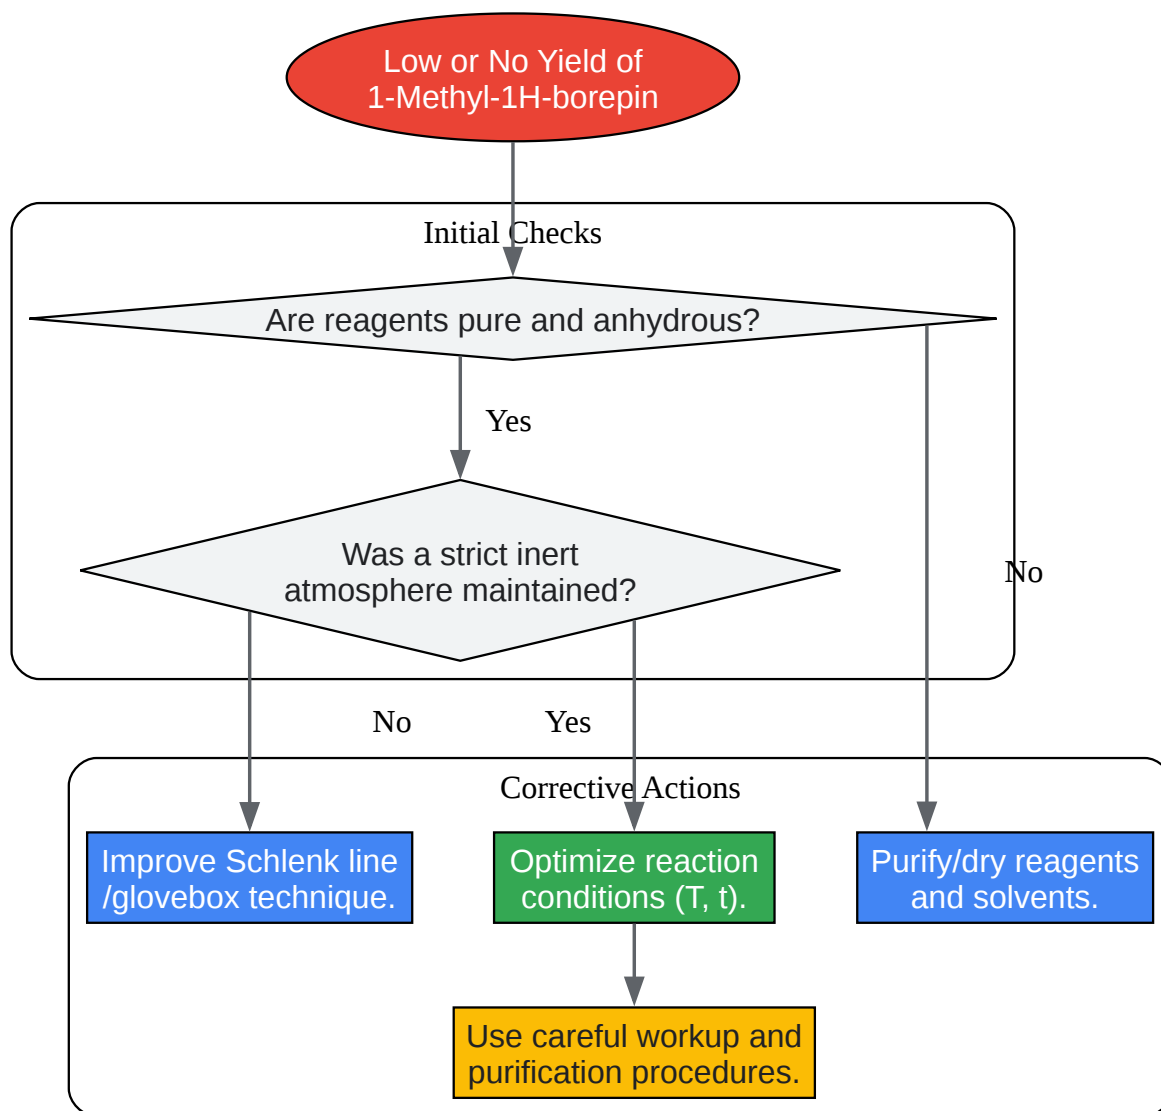 Low or No Yield of
1-Methyl-1H-borepin
Initial Checks
Are reagents pure and anhydrous?
Yes
Was a strict inert
atmosphere maintained?
No
No
Yes
Corrective Actions
Improve Schlenk line
/glovebox technique.
Optimize reaction
conditions (T, t).
Purify/dry reagents
and solvents.
Use careful workup and
purification procedures.